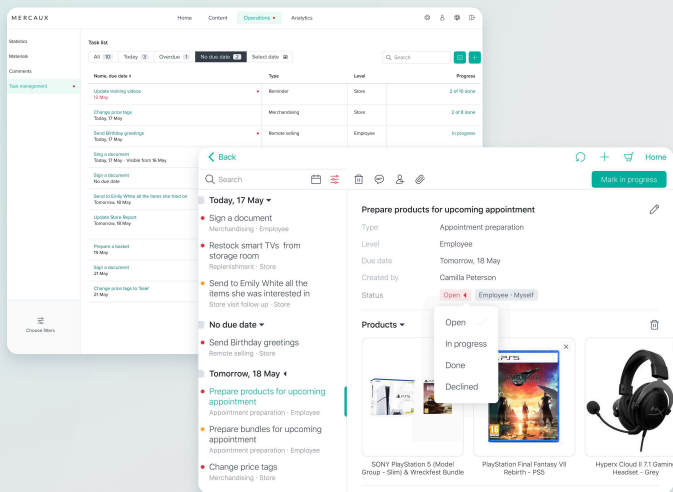 MERCAUX
Home
Content
Operations
Analytics
Statistics
Materials
Comments
Task management
Choose filters
Task list
All 10
Today 3
Overdue 1
No due date 2
Select date
Search
Name, due date
Type
Level
Progress
Update training videos
Reminder
Store
2 of 10 done
12 May
Change price tags
Merchandising
Store
2 of 8 done
Today, 17 May
Send Birthday greetings
Remote selling
Employee
In progress
Today, 17 May
Sing a document
Today, 17 May - Visible from 16 May
Sign a document
No due date
Send to Emily White all the items she tried on
Tomorrow, 18 May
Update Store Report
Tomorrow, 18 May
Prepare a basket
19 May
Sign a document
21 May
Change price tags to 'Sale'
21 May
Back
Home
Search
Mark in progress
Today, 17 May
Sign a document
Merchandising · Employee
Restock smart TVs from
storage room
Replenishment · Store
Send to Emily White all the
items she was interested in
Store visit follow up · Store
No due date
Send Birthday greetings
Remote selling · Store
Tomorrow, 18 May
Prepare products for upcoming
appointment
Appointment preparation · Employee
Prepare bundles for upcoming
appointment
Appointment preparation · Employee
Change price tags
Merchandising · Store
Prepare products for upcoming appointment
Type
Appointment preparation
Level
Employee
Due date
Tomorrow, 18 May
Created by
Camilla Peterson
Status
Open
Employee - Myself
Open
In progress
Done
Declined
Products
PS5
SONY PlayStation 5 (Model
Group - Slim) & Wreckfest Bundle
PlayStation Final Fantasy VII
Rebirth - PS5
Hyperx Cloud II 7.1 Gaming
Headset - Grey